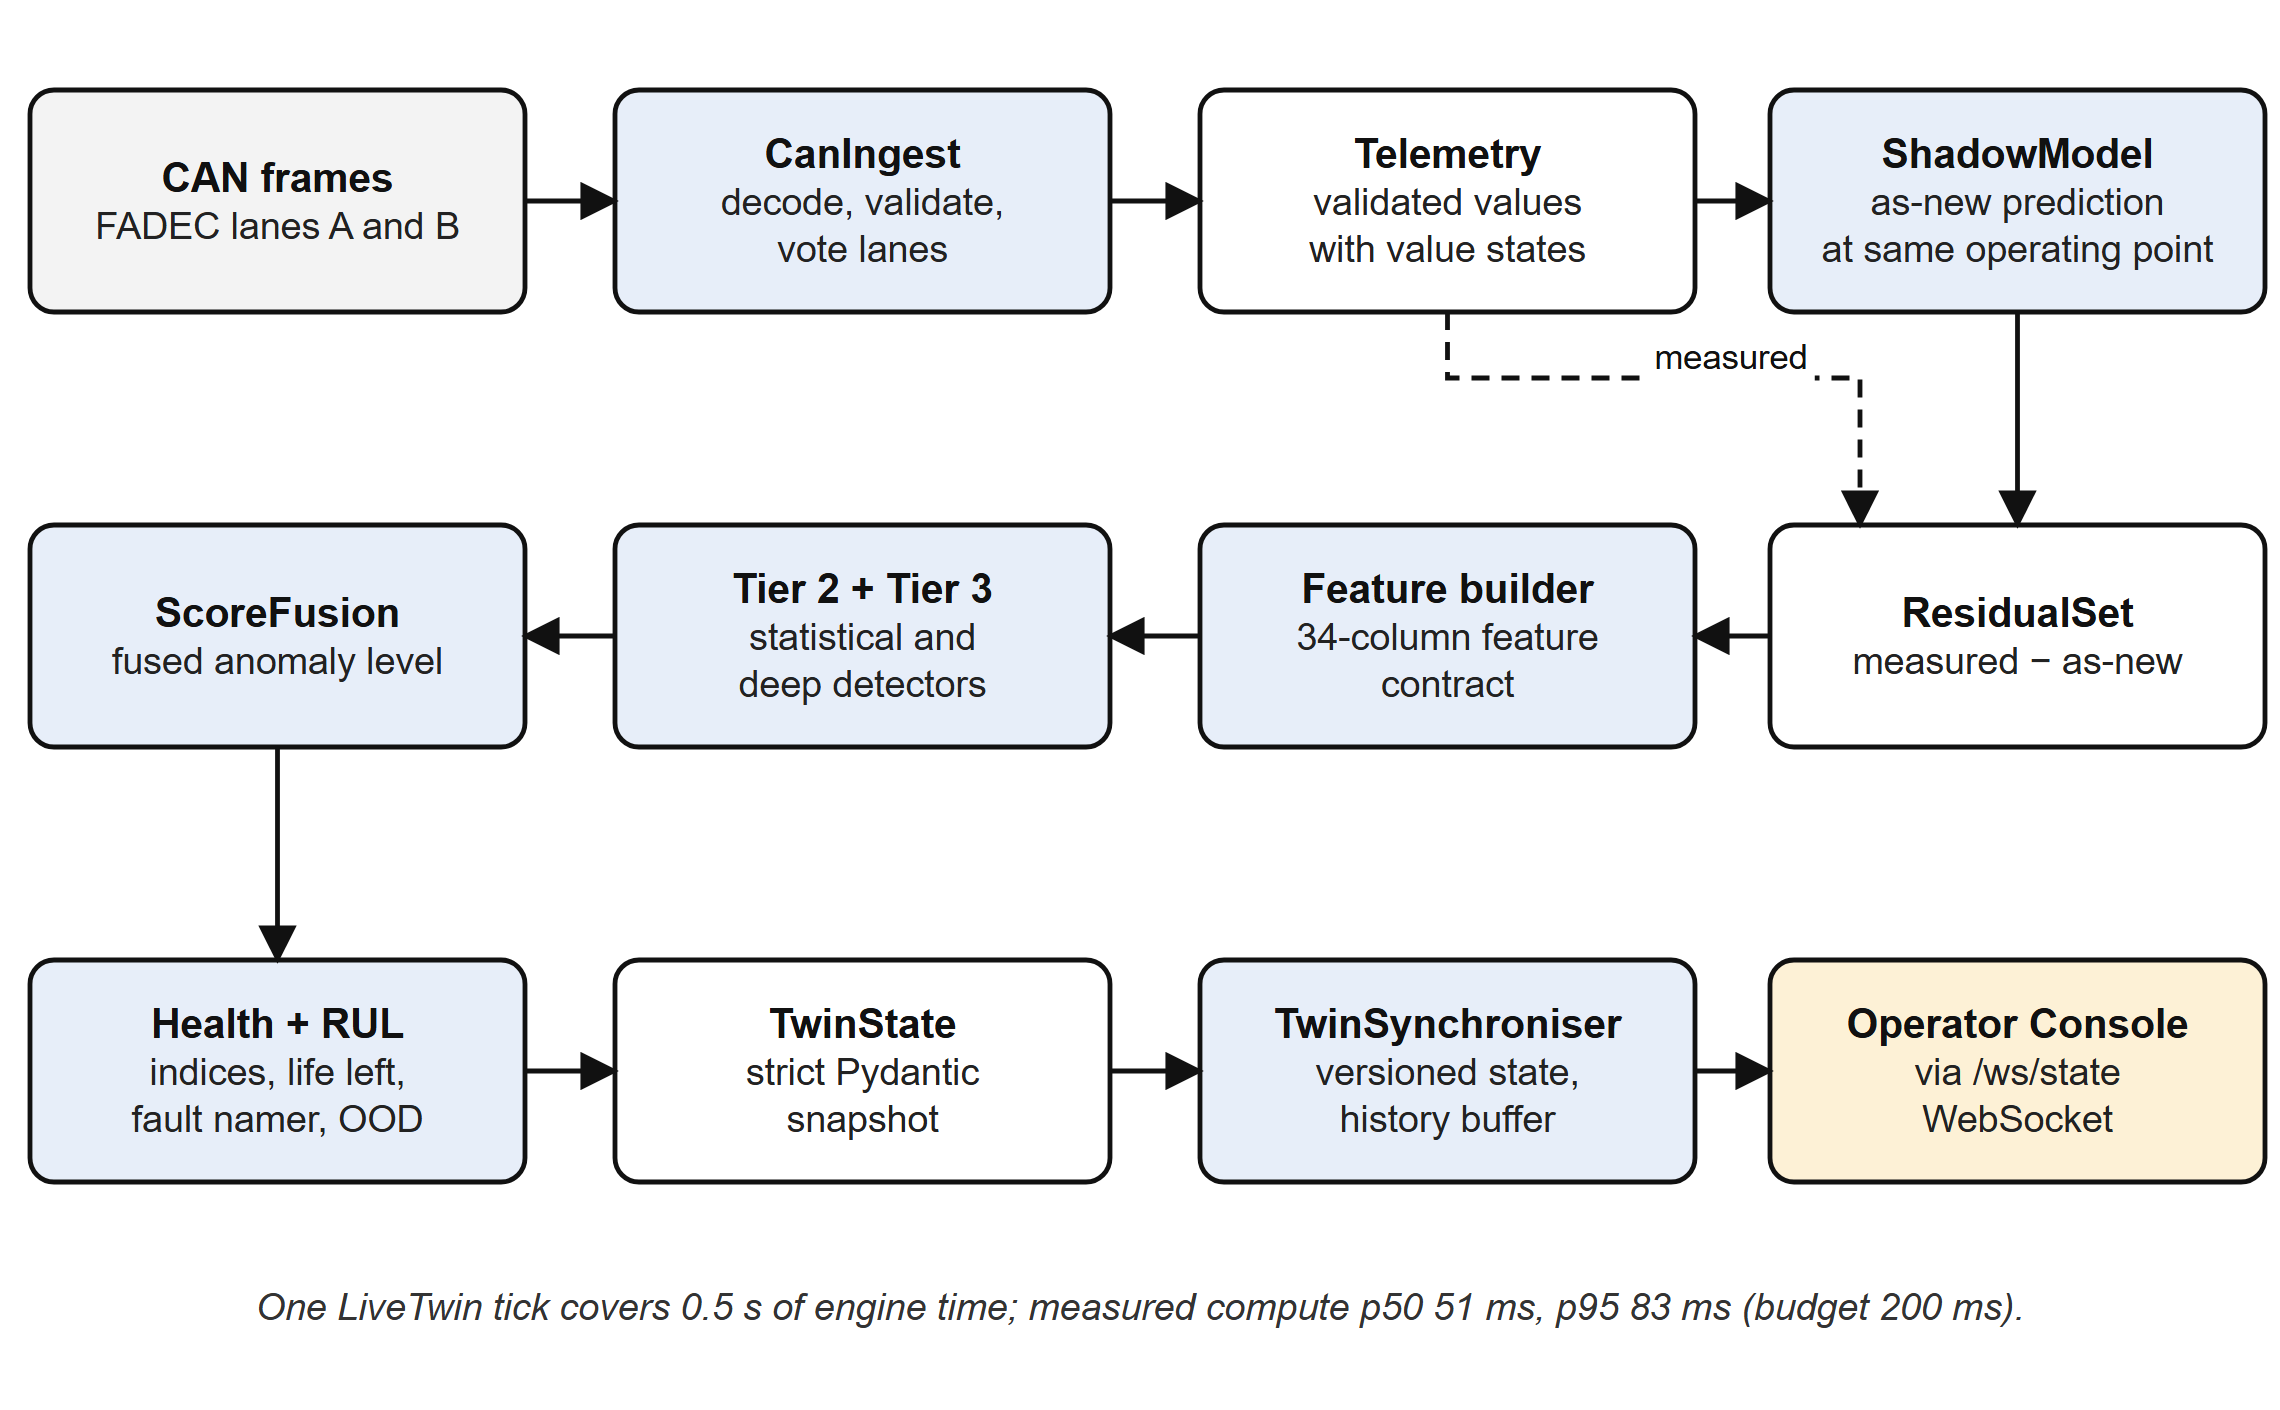 CAN frames
FADEC lanes A and B
CanIngest
decode, validate,
vote lanes
Telemetry
validated values
with value states
ShadowModel
as-new prediction
at same operating point
measured
ScoreFusion
fused anomaly level
Tier 2 + Tier 3
statistical and
deep detectors
Feature builder
34-column feature
contract
ResidualSet
measured − as-new
Health + RUL
indices, life left,
fault namer, OOD
TwinState
strict Pydantic
snapshot
TwinSynchroniser
versioned state,
history buffer
Operator Console
via /ws/state
WebSocket
One LiveTwin tick covers 0.5 s of engine time; measured compute p50 51 ms, p95 83 ms (budget 200 ms).